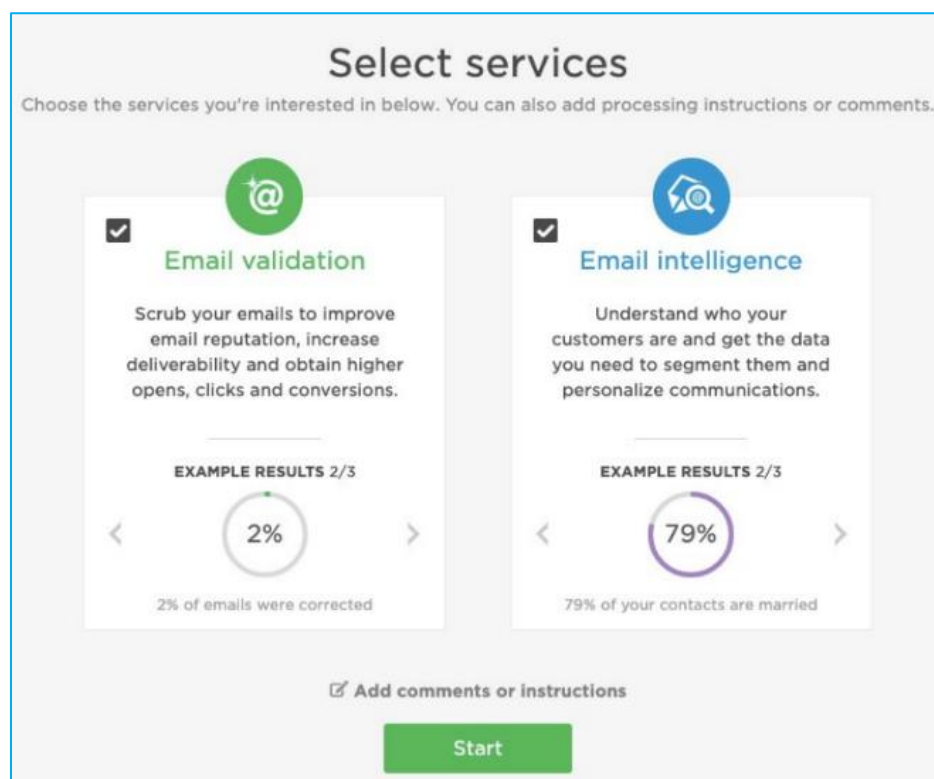 Select services
Choose the services you're interested in below. You can also add processing instructions or comments.
Email validation
Scrub your emails to improve
email reputation, increase
deliverability and obtain higher
opens, clicks and conversions.
EXAMPLE RESULTS 2/3
2%
2% of emails were corrected
Email intelligence
Understand who your
customers are and get the data
you need to segment them and
personalize communications.
EXAMPLE RESULTS 2/3
79%
79% of your contacts are married
Add comments or instructions
Start